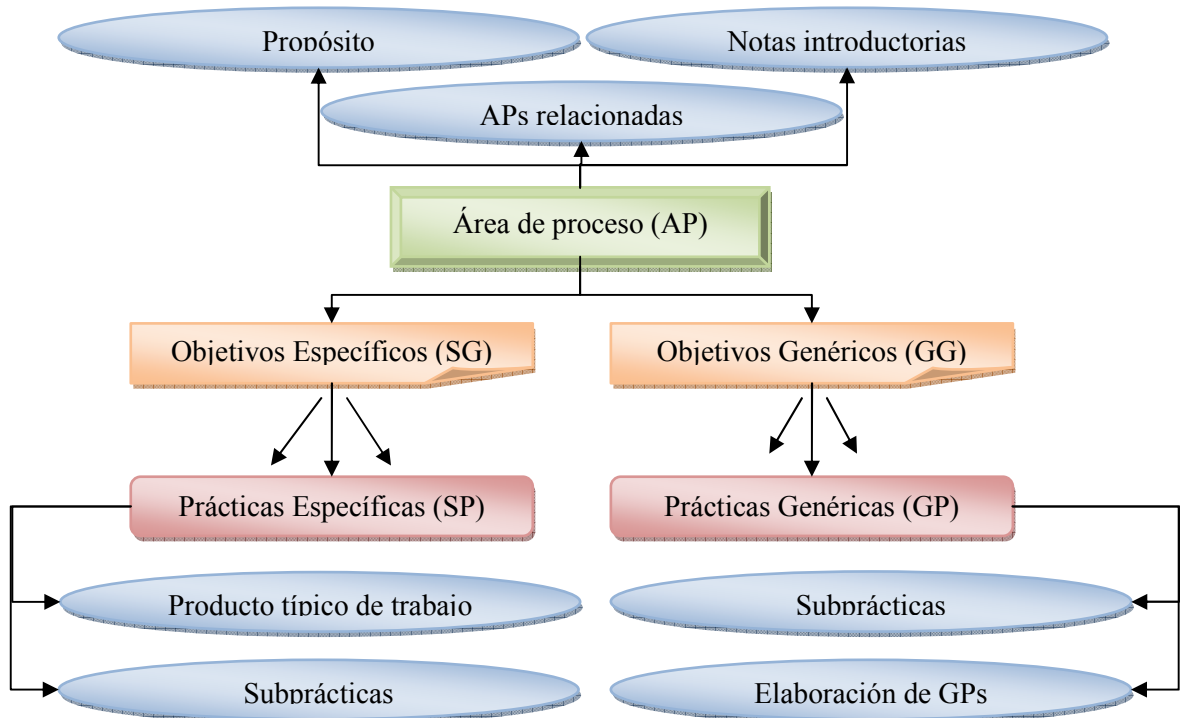 Propósito
Notas introductorias
APs relacionadas
Área de proceso (AP)
Objetivos Específicos (SG)
Objetivos Genéricos (GG)
Prácticas Específicas (SP)
Prácticas Genéricas (GP)
Producto típico de trabajo
Subprácticas
Subprácticas
Elaboración de GPs